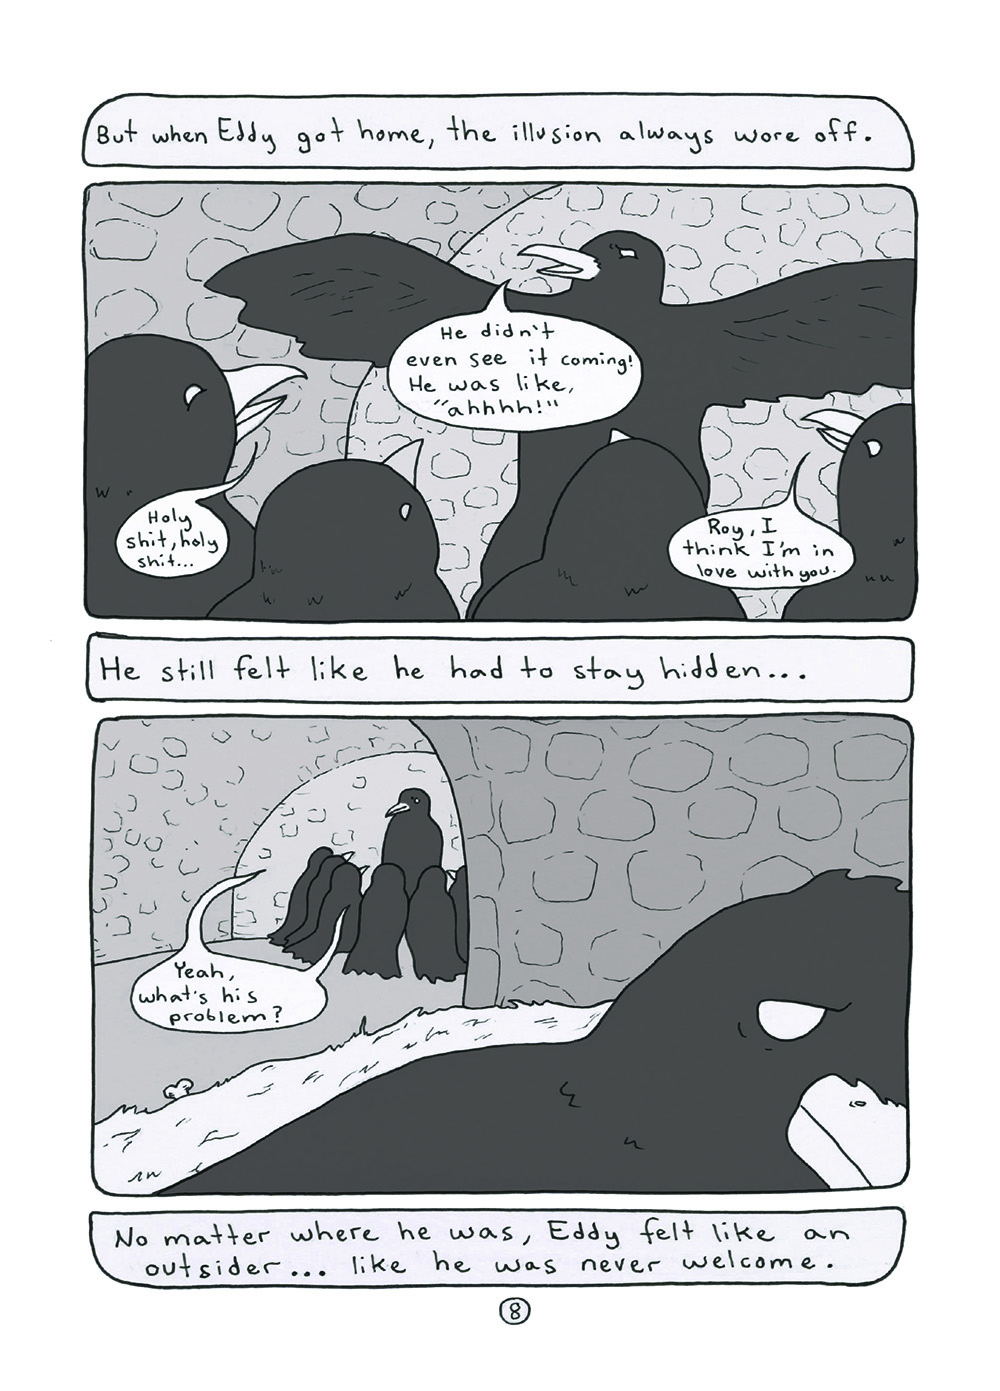 But when Eddy got home, the illusion always wore off.
He didn't
even see it coming!
He was like,
"ahhhh!"
Holy
shit, holy
shit...
Roy, I
think I'm in
love with you.
He still felt like he had to stay hidden...
Yeah,
what's his
problem?
No matter where he was, Eddy felt like an
outsider... like he was never welcome.
8